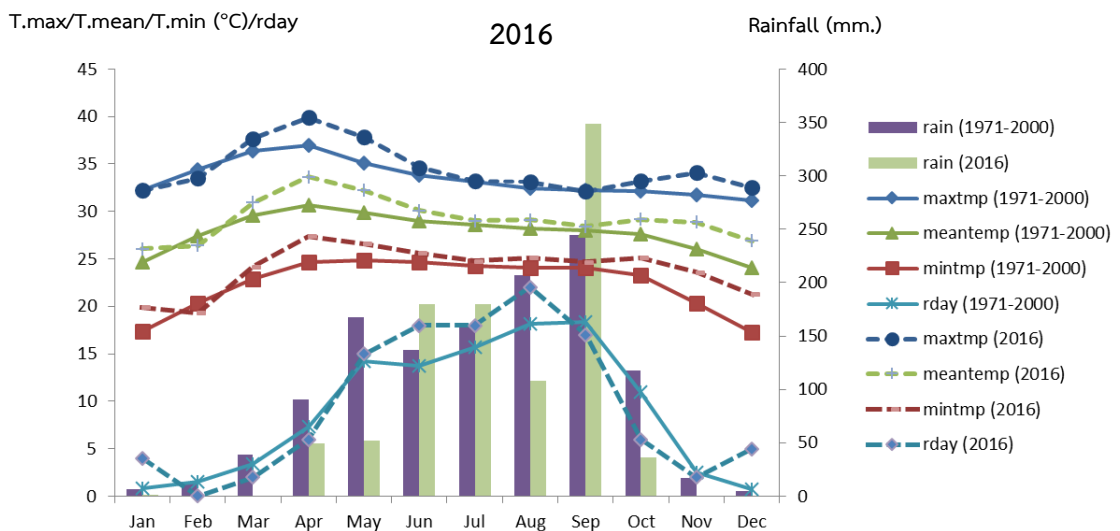 T.max/T.mean/T.min (°C)/rday
2016
Rainfall (mm.)
45
40
35
30
25
20
15
10
5
0
400
350
300
250
200
150
100
50
0
Jan Feb Mar Apr May Jun Jul Aug Sep Oct Nov Dec
rain (1971-2000)
rain (2016)
maxtmp (1971-2000)
meantemp (1971-2000)
mintmp (1971-2000)
rday (1971-2000)
maxtmp (2016)
meantemp (2016)
mintmp (2016)
rday (2016)